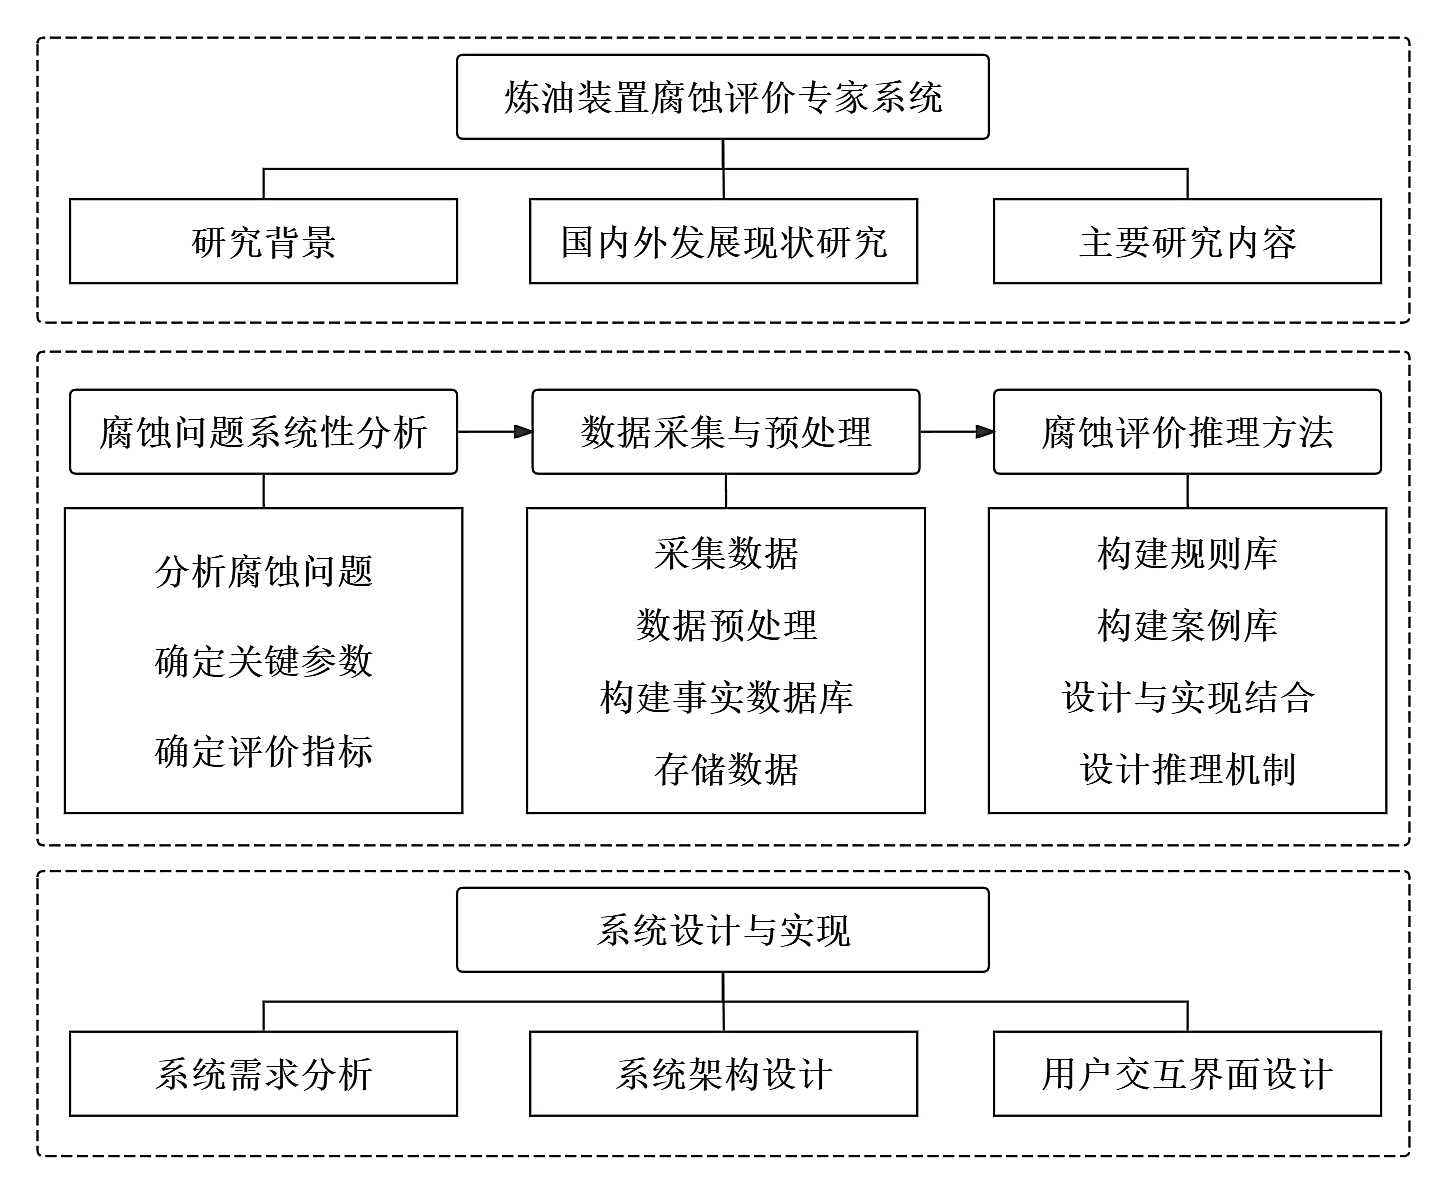 炼油装置腐蚀评价专家系统
研究背景
国内外发展现状研究
主要研究内容
腐蚀问题系统性分析
数据采集与预处理
腐蚀评价推理方法
分析腐蚀问题
确定关键参数
确定评价指标
采集数据
数据预处理
构建事实数据库
存储数据
构建规则库
构建案例库
设计与实现结合
设计推理机制
系统设计与实现
系统需求分析
系统架构设计
用户交互界面设计